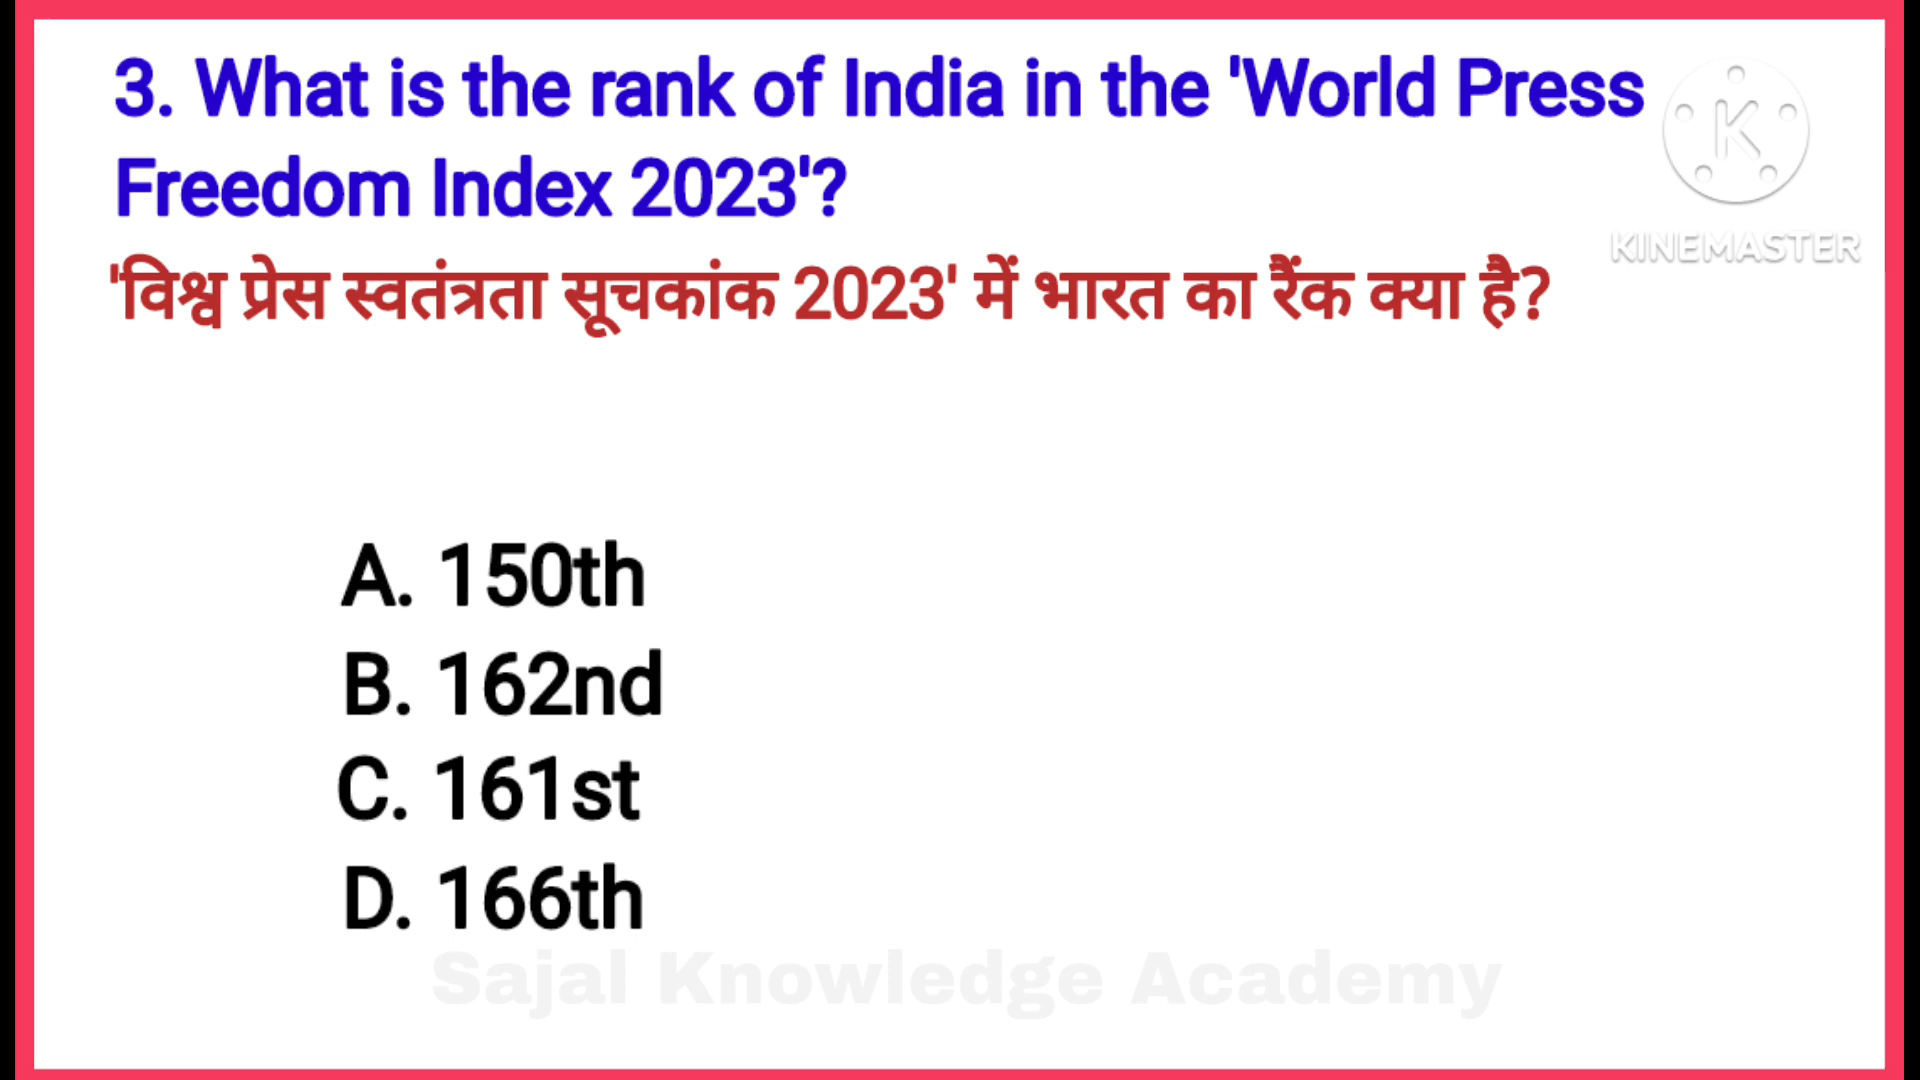 3. What is the rank of India in the 'World Press
Freedom Index 2023'?
'विश्व प्रेस स्वतंत्रता सूचकांक 2023' में भारत का रैंक क्या है?
K
KINEMASTER
A. 150th
B. 162nd
C. 161st
D. 166th
Sajal Knowledge Academy